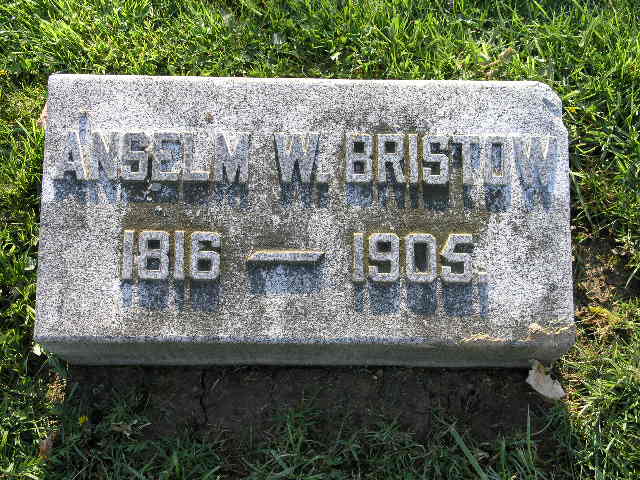 ANSELM W. BRISTOW
1816 — 1905.